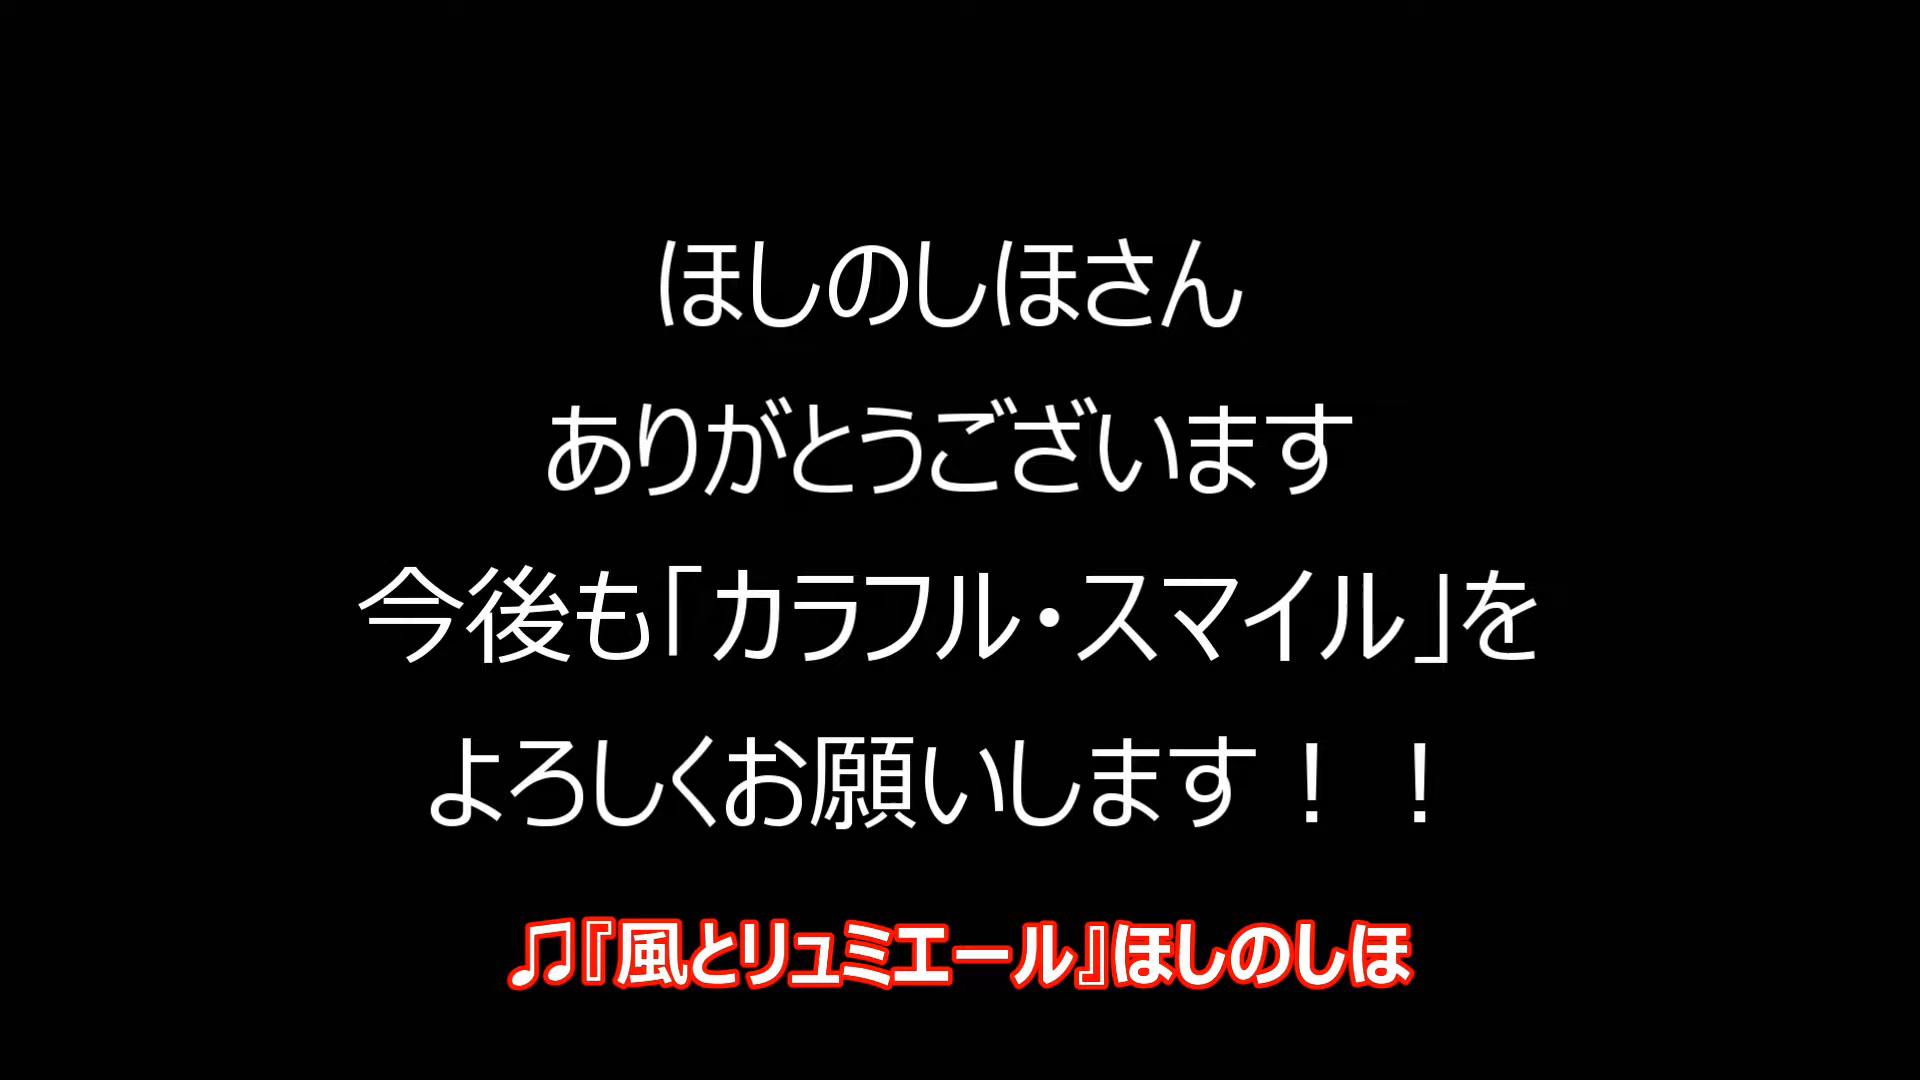 ほしのしほさん
ありがとうございます
今後も「カラフル・スマイル」を
よろしくお願いします！！
♫『風とリュミエール』ほしのしほ